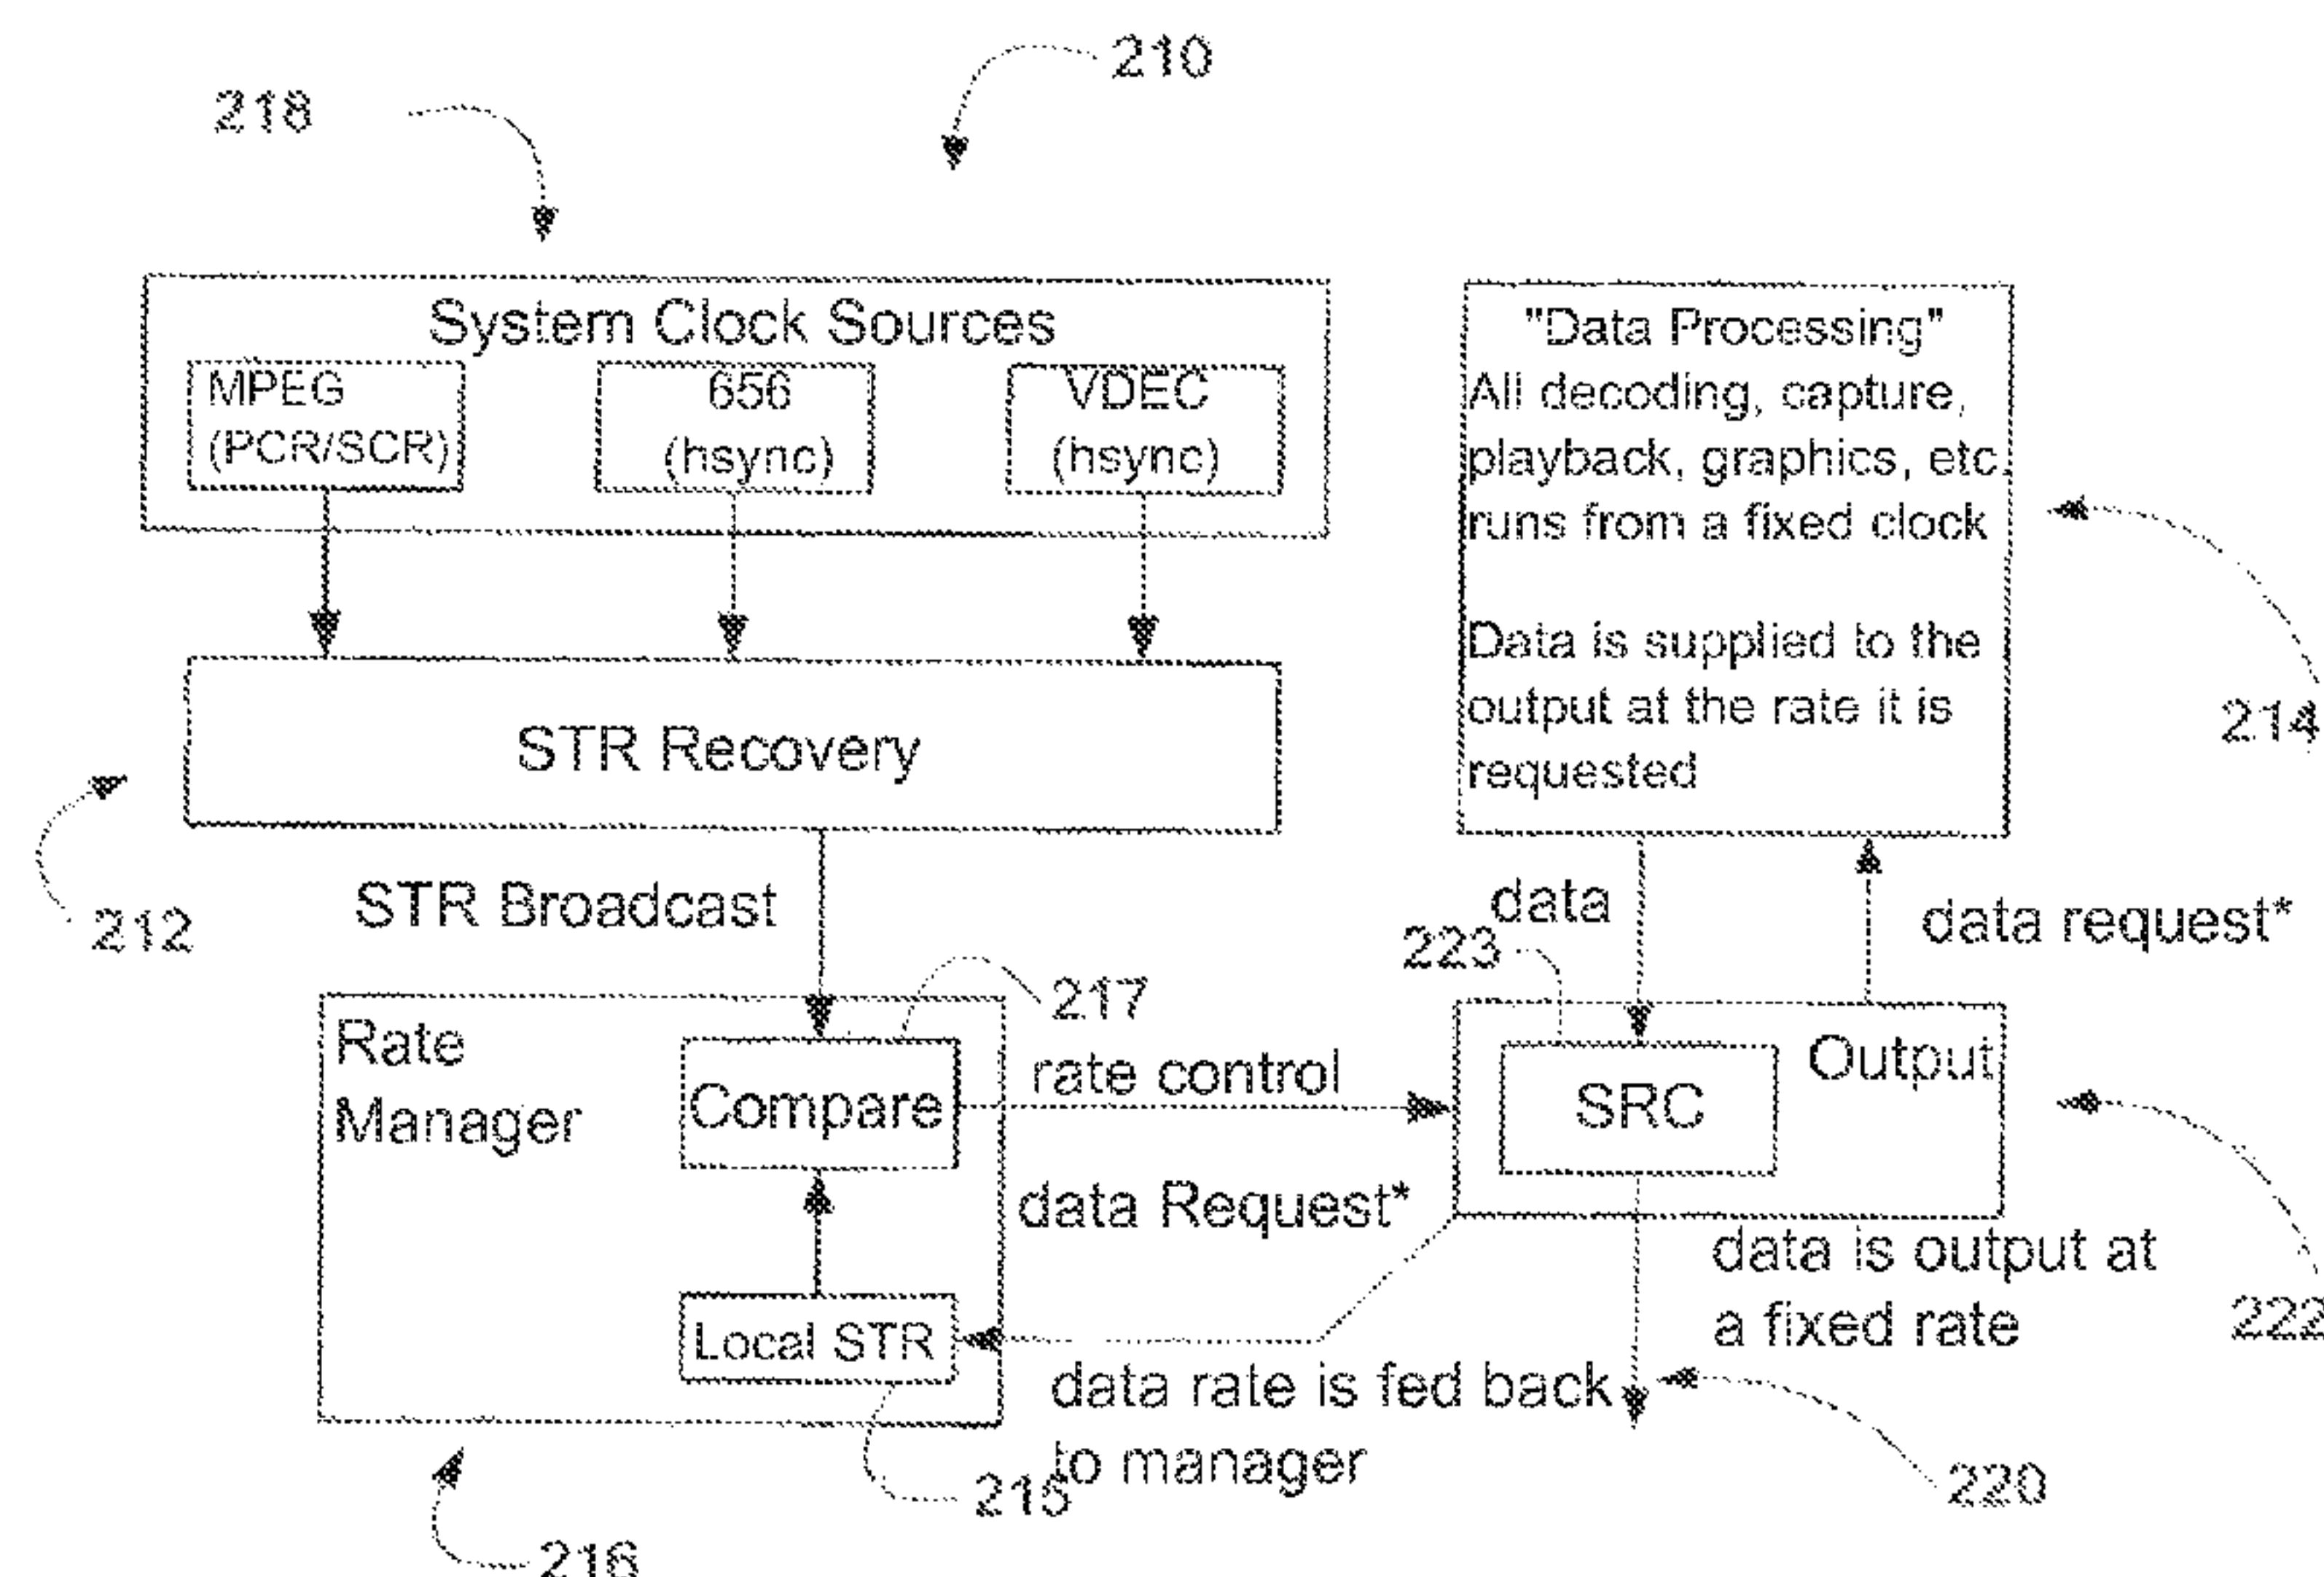 210
218
System Clock Sources
MPEG
(PCR/SCR)
656
(hsync)
VDEC
(hsync)
"Data Processing"
All decoding, capture,
playback, graphics, etc.
runs from a fixed clock
Data is supplied to the
output at the rate it is
requested
214
STR Recovery
212
STR Broadcast
data
data request*
223
217
Rate
Manager
Compare
rate control
SRC
Output
data Request*
Local STR
data is output at
a fixed rate
222
data rate is fed back
to manager
215
220
216